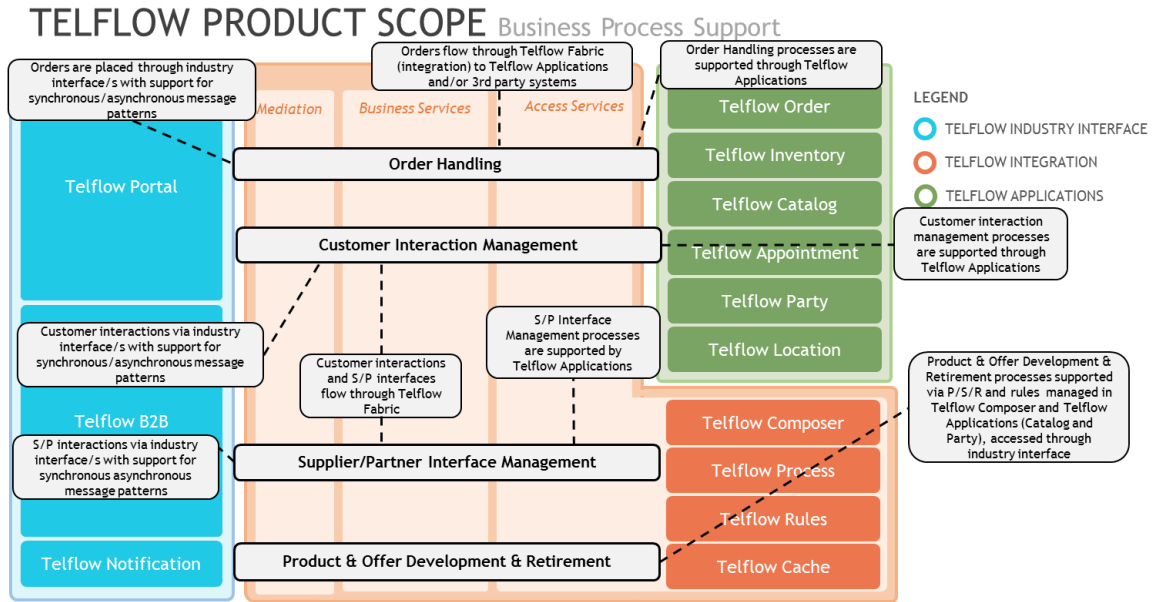 TELFLOW PRODUCT SCOPE Business Process Support
Orders are placed through industry
interface/s with support for
synchronous/asynchronous message
patterns
Orders flow through Telflow Fabric
(integration) to Telflow Applications
and/or 3rd party systems
Order Handling processes are
supported through Telflow
Applications
Mediation
Business Services
Access Services
Telflow Order
Telflow Inventory
Telflow Catalog
Telflow Appointment
Telflow Party
Telflow Location
LEGEND
TELFLOW INDUSTRY INTERFACE
TELFLOW INTEGRATION
TELFLOW APPLICATIONS
Telflow Portal
Order Handling
Customer Interaction Management
Customer interaction
management processes
are supported through
Telflow Applications
Customer interactions via industry
interface/s with support for
synchronous/asynchronous message
patterns
Customer interactions
and S/P interfaces
flow through Telflow
Fabric
S/P Interface
Management processes
are supported by
Telflow Applications
Product & Offer Development &
Retirement processes supported
via P/S/R and rules managed in
Telflow Composer and Telflow
Applications (Catalog and
Party), accessed through
industry interface
Telflow B2B
S/P interactions via industry
interface/s with support for
synchronous asynchronous
message patterns
Supplier/Partner Interface Management
Telflow Composer
Telflow Process
Telflow Rules
Telflow Cache
Telflow Notification
Product & Offer Development & Retirement